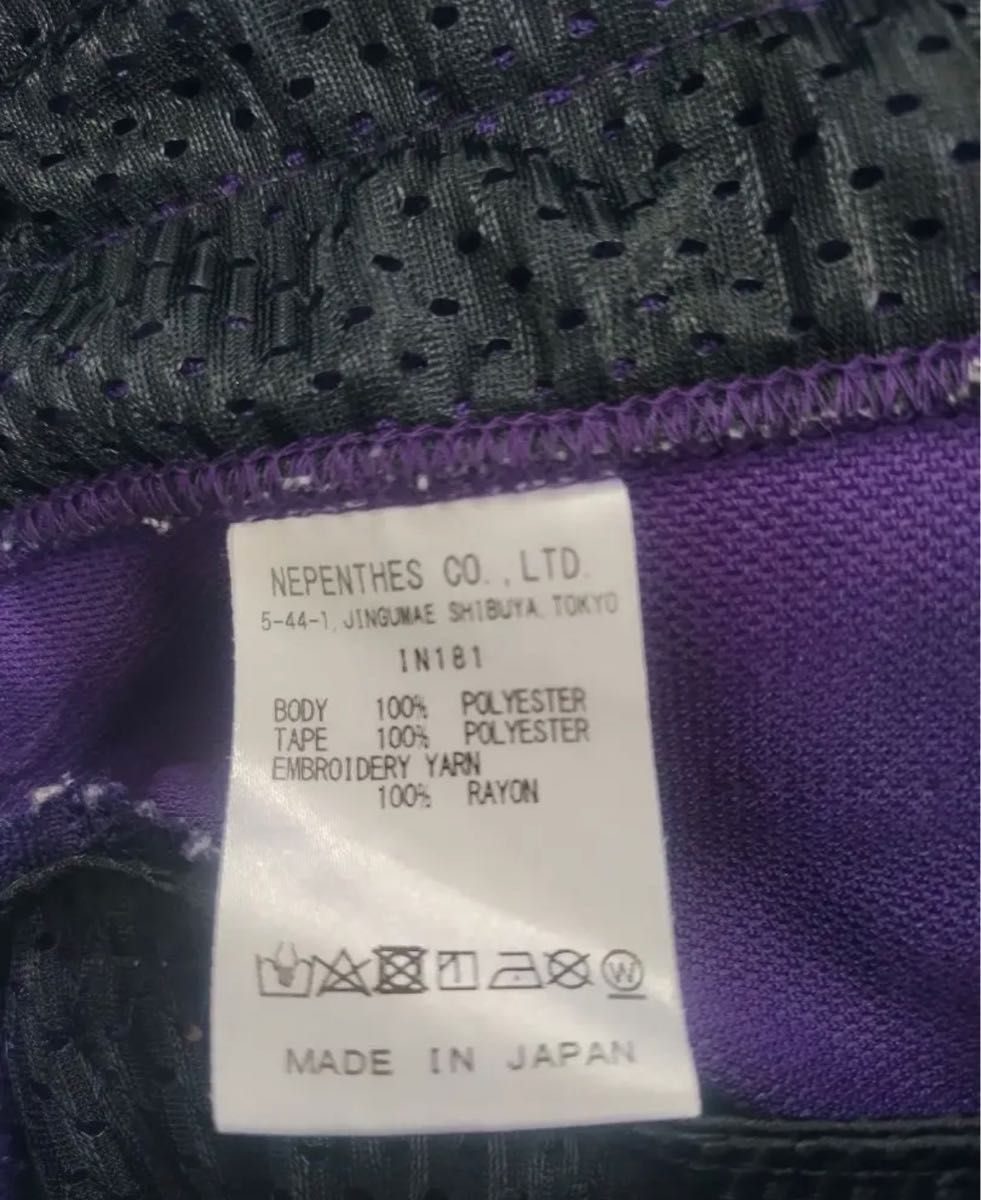 NEPENTHES CO.,LTD.
5-44-1, JINGUMAE SHIBUYA, TOKYO
IN181
BODY 100% POLYESTER
TAPE 100% POLYESTER
EMBROIDERY YARN
100% RAYON
W
MADE IN JAPAN